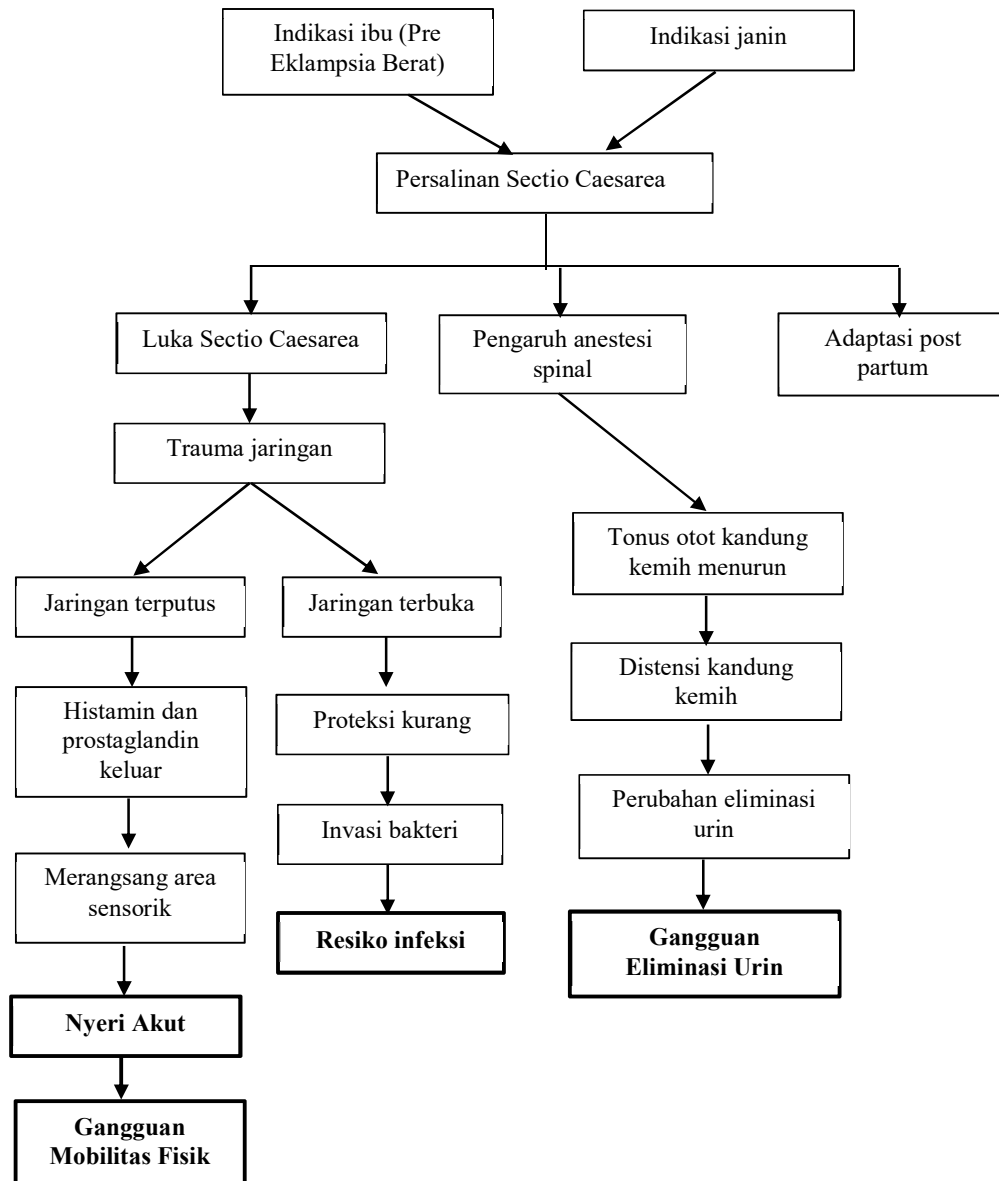 Indikasi ibu (Pre
Eklampsia Berat)
Indikasi janin
Persalinan Sectio Caesarea
Luka Sectio Caesarea
Pengaruh anestesi
spinal
Adaptasi post
partum
Trauma jaringan
Tonus otot kandung
kemih menurun
Jaringan terputus
Jaringan terbuka
Distensi kandung
kemih
Histamin dan
prostaglandin
keluar
Proteksi kurang
Perubahan eliminasi
urin
Invasi bakteri
Merangsang area
sensorik
Resiko infeksi
Gangguan
Eliminasi Urin
Nyeri Akut
Gangguan
Mobilitas Fisik